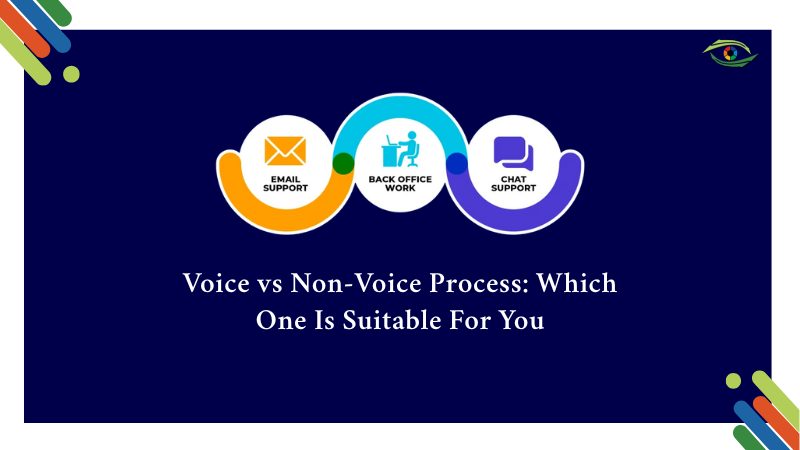 EMAIL
SUPPORT
BACK OFFICE
WORK
CHAT
SUPPORT
Voice vs Non-Voice Process: Which
One Is Suitable For You